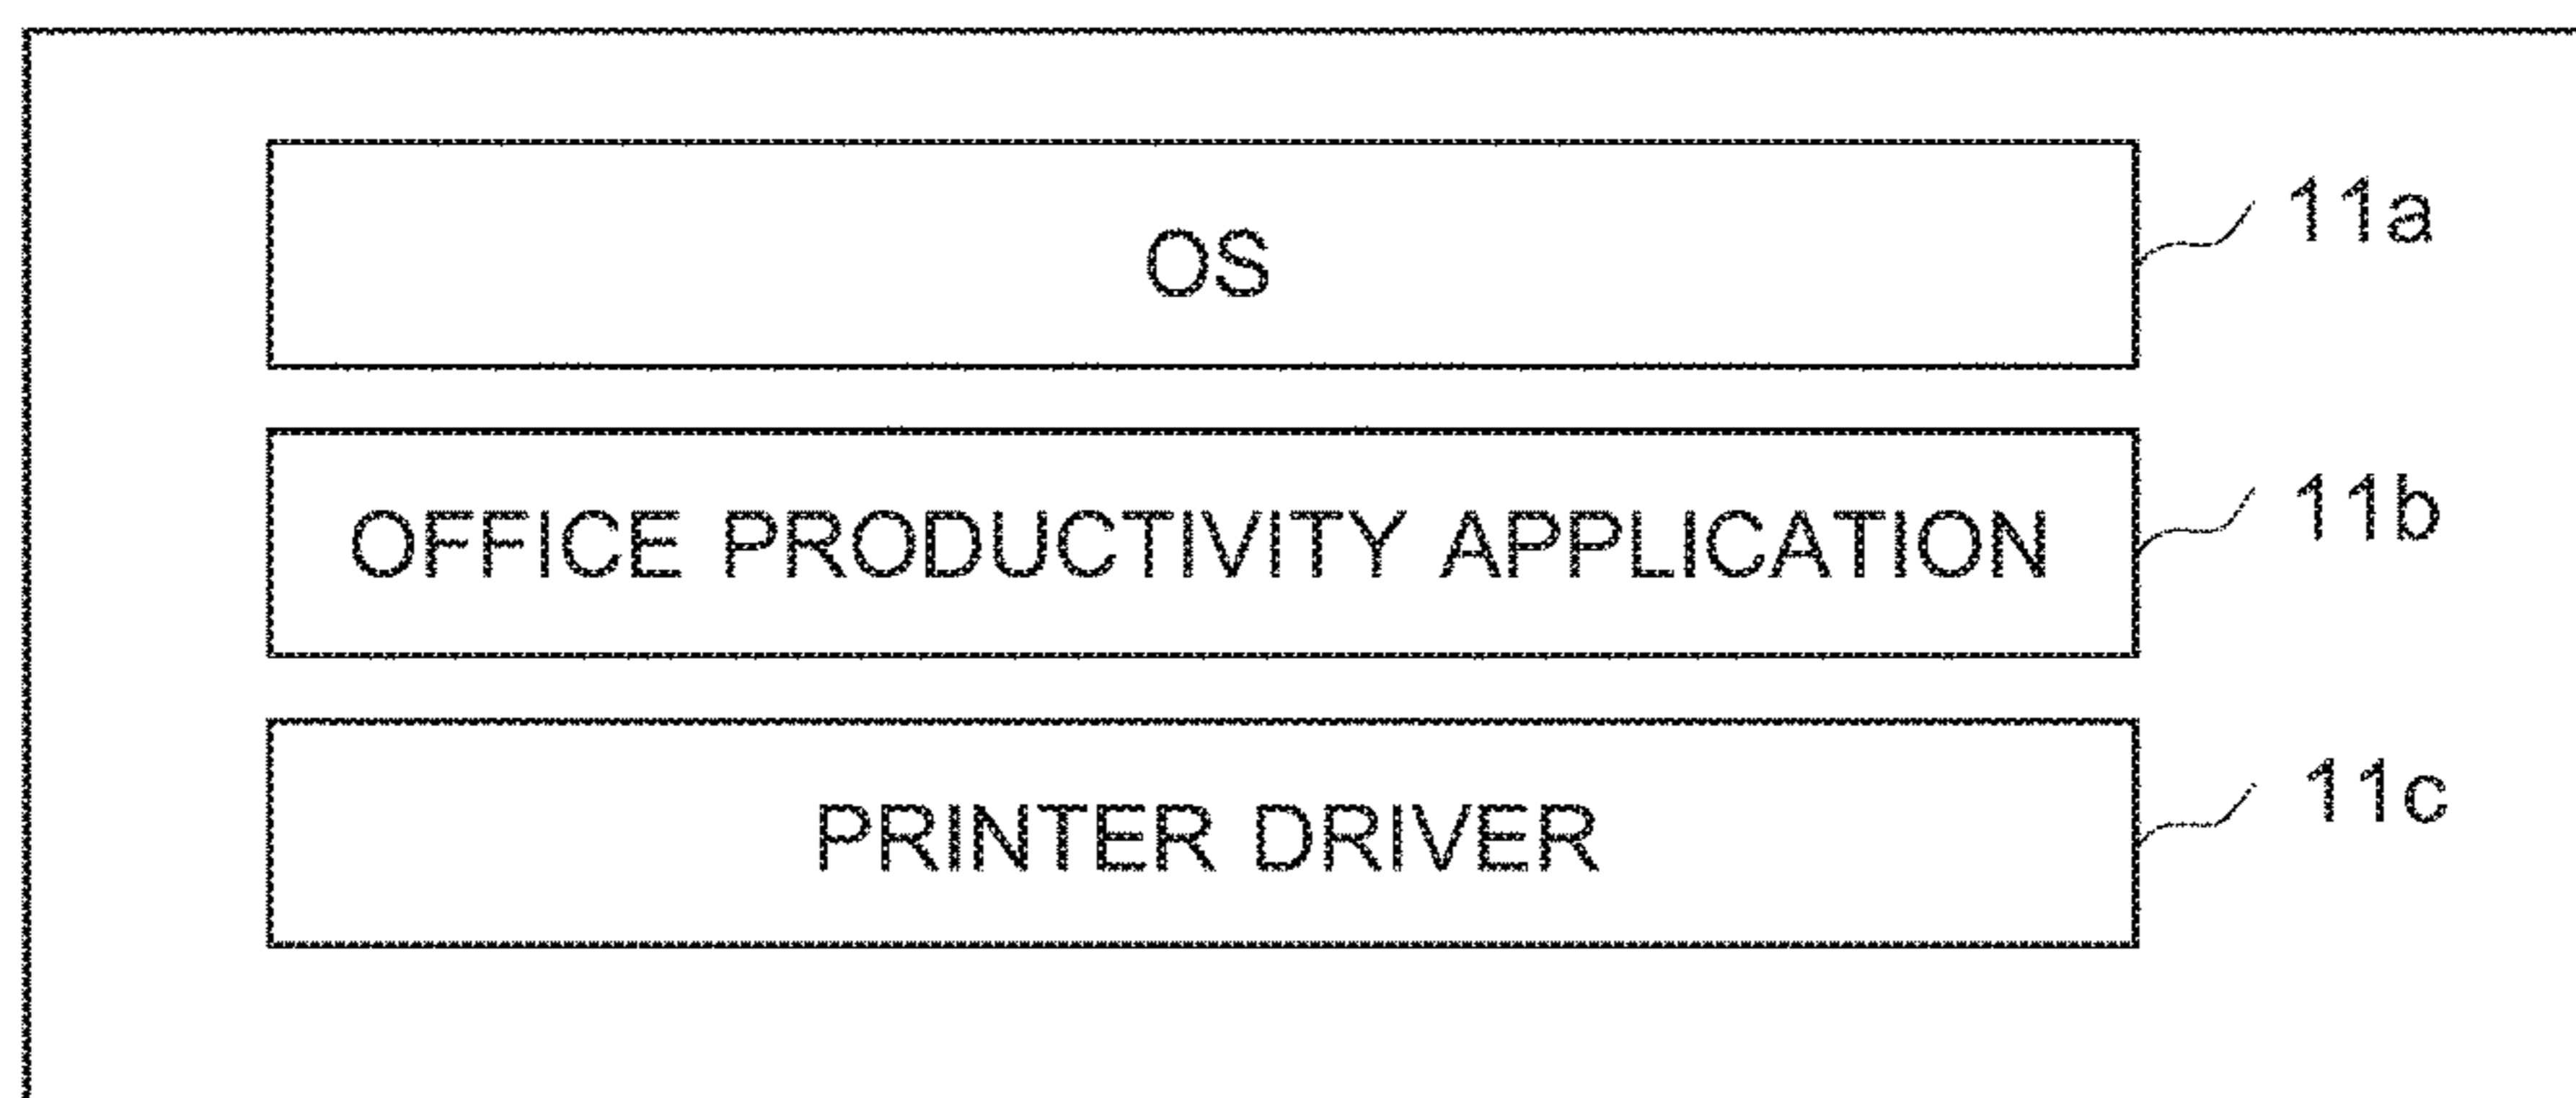 OS
11a
OFFICE PRODUCTIVITY APPLICATION
11b
PRINTER DRIVER
11c